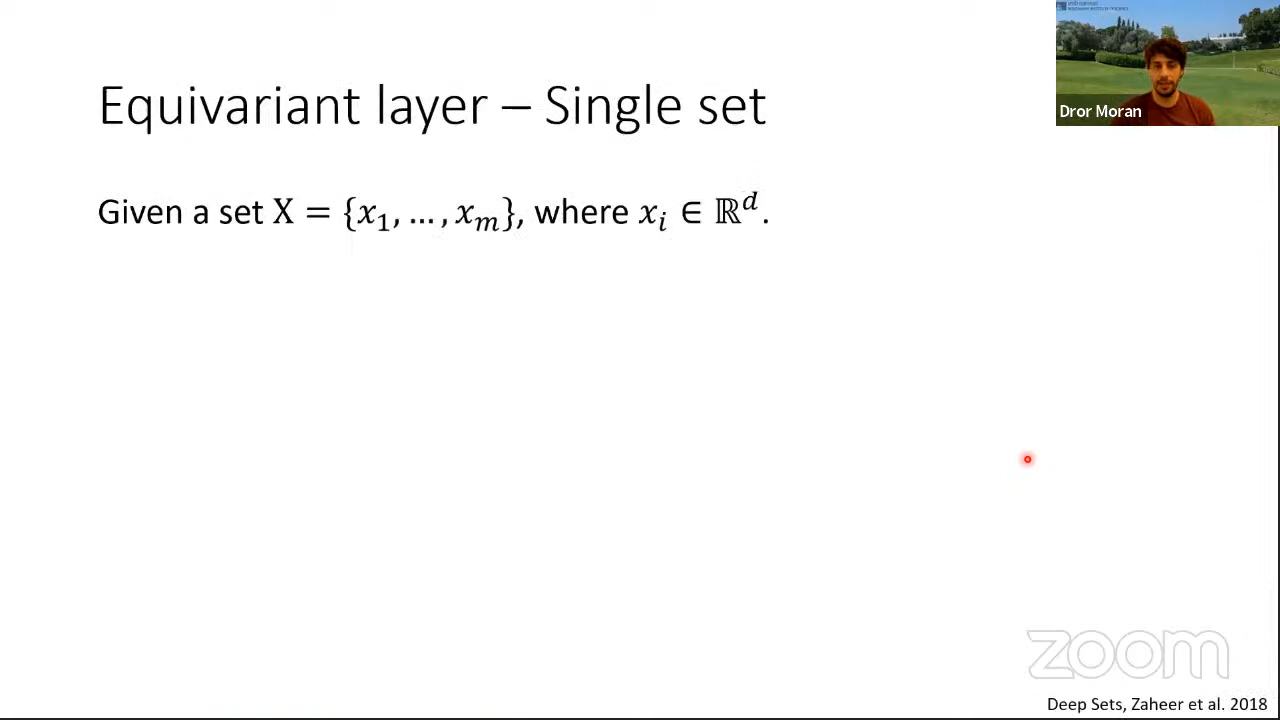 Equivariant layer – Single set
Dror Moran
Given a set X = {x₁, … , xₘ}, where xᵢ ∈ ℝᵈ.
zoom
Deep Sets, Zaheer et al. 2018